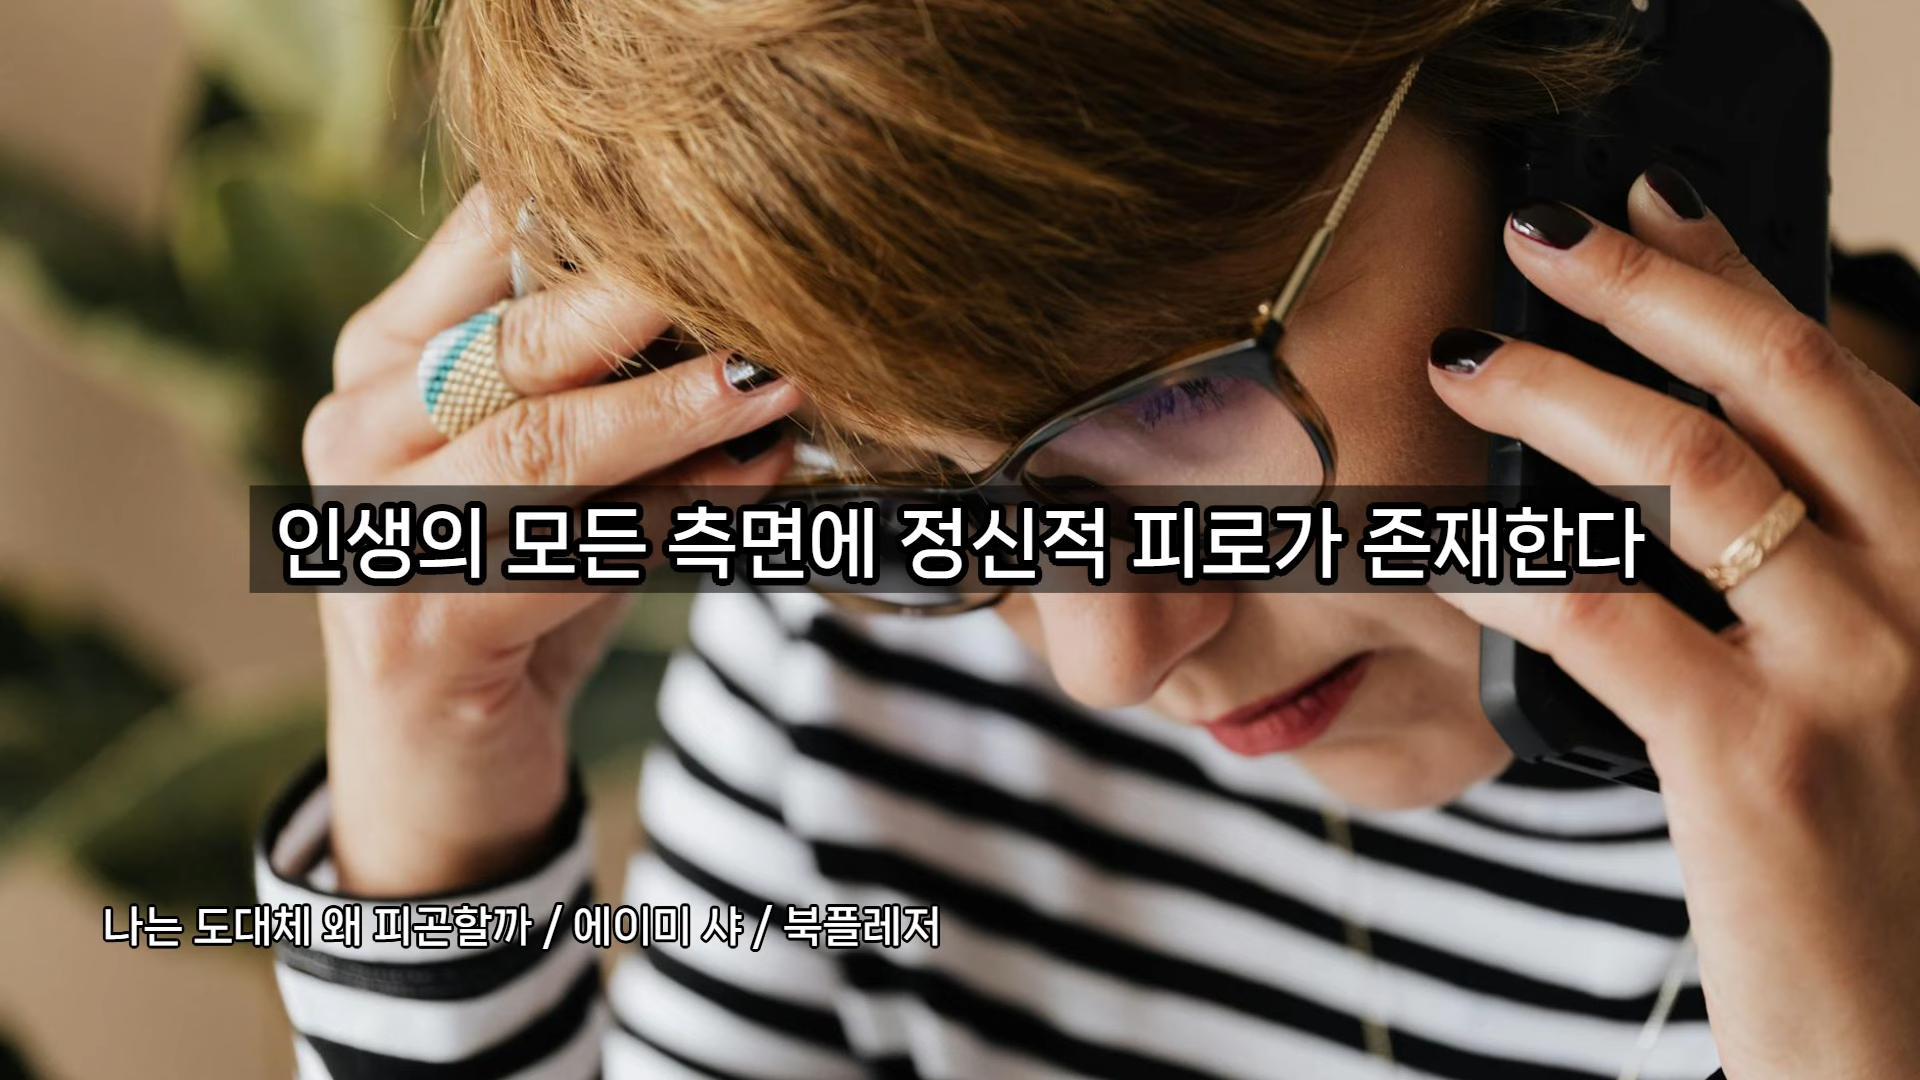 인생의 모든 측면에 정신적 피로가 존재한다
나는 도대체 왜 피곤할까 / 에이미 샤 / 북플레저